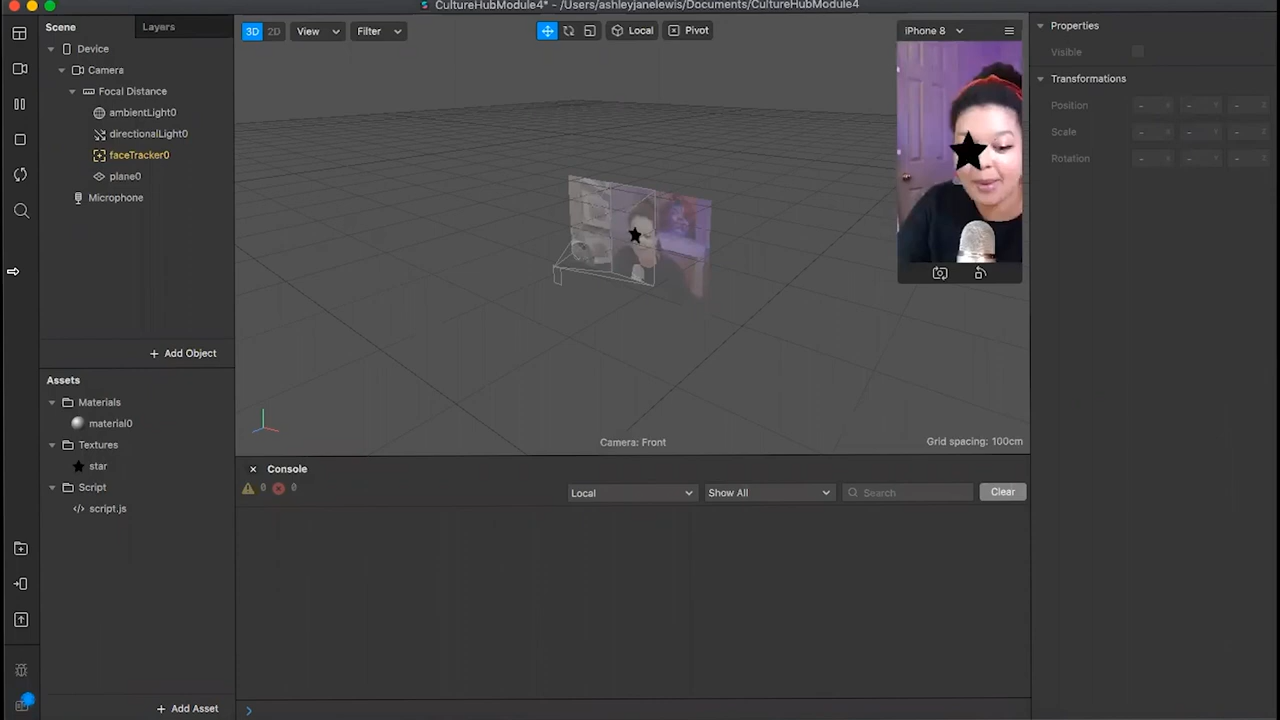 CultureHubModule4* - /Users/ashleyjanelewis/Documents/CultureHubModule4
Scene
Layers
Device
Camera
Focal Distance
ambientLight0
directionalLight0
faceTracker0
plane0
Microphone
+ Add Object
Assets
Materials
material0
Textures
star
Script
script.js
+ Add Asset
3D 2D View Filter
Local Pivot
iPhone 8
Camera: Front
Grid spacing: 100cm
× Console
0 0
Local Show All Search Clear
Properties
Visible
Transformations
Position - - -
Scale - - -
Rotation - - -